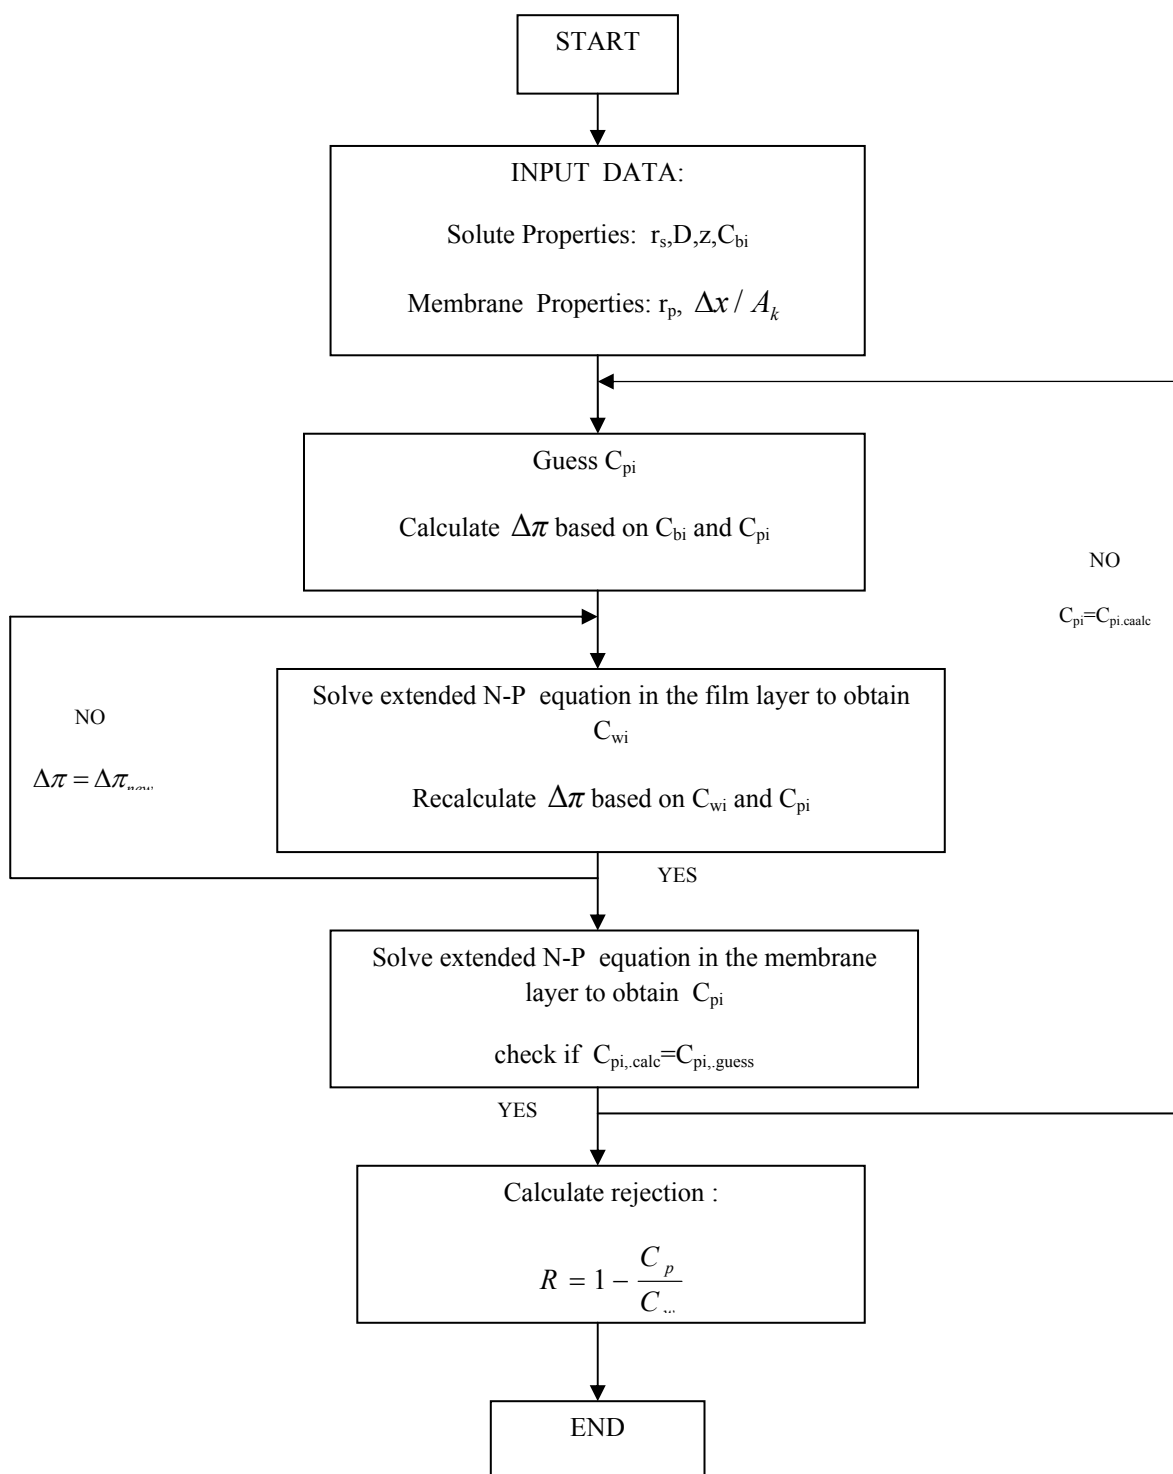 START
INPUT DATA:
Solute Properties: r_s,D,z,C_bi
Membrane Properties: r_p, Δx / A_k
Guess C_pi
Calculate Δπ based on C_bi and C_pi
NO
C_pi=C_pi.caalc
Solve extended N-P equation in the film layer to obtain
C_wi
Recalculate Δπ based on C_wi and C_pi
NO
Δπ = Δπ_new
YES
Solve extended N-P equation in the membrane
layer to obtain C_pi
check if C_pi,.calc=C_pi,.guess
YES
Calculate rejection :
R = 1 - C_p / C_w
END